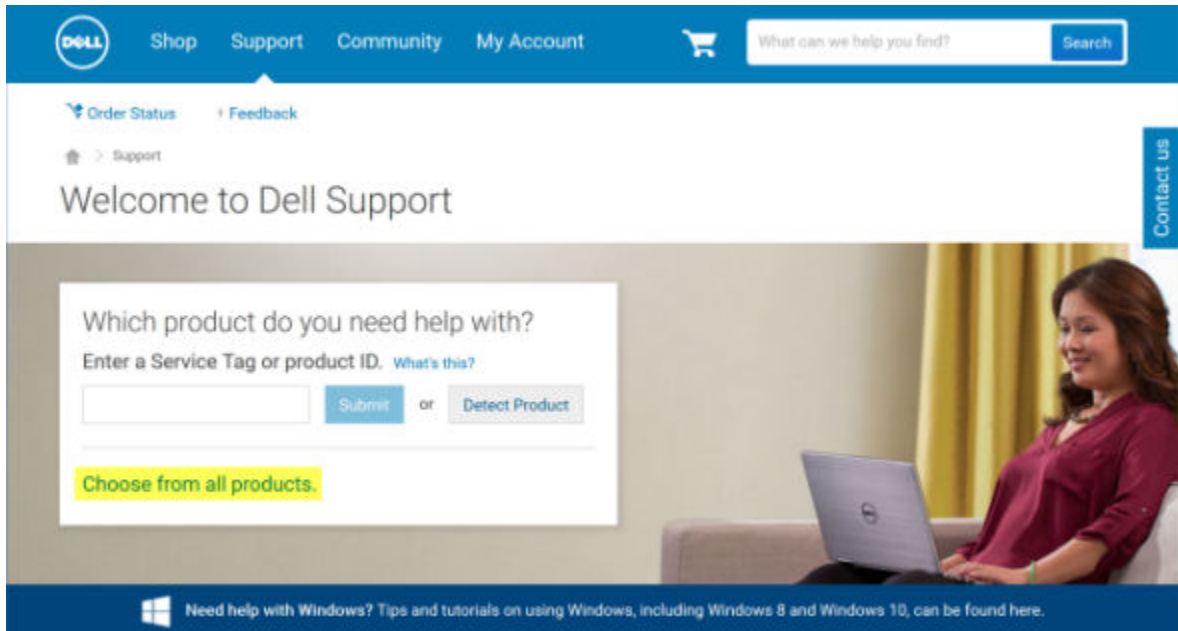 DELL Shop Support Community My Account What can we help you find? Search
Order Status Feedback
> Support
Contact us
Welcome to Dell Support
Which product do you need help with?
Enter a Service Tag or product ID. What's this?
Submit or Detect Product
Choose from all products.
Need help with Windows? Tips and tutorials on using Windows, including Windows 8 and Windows 10, can be found here.